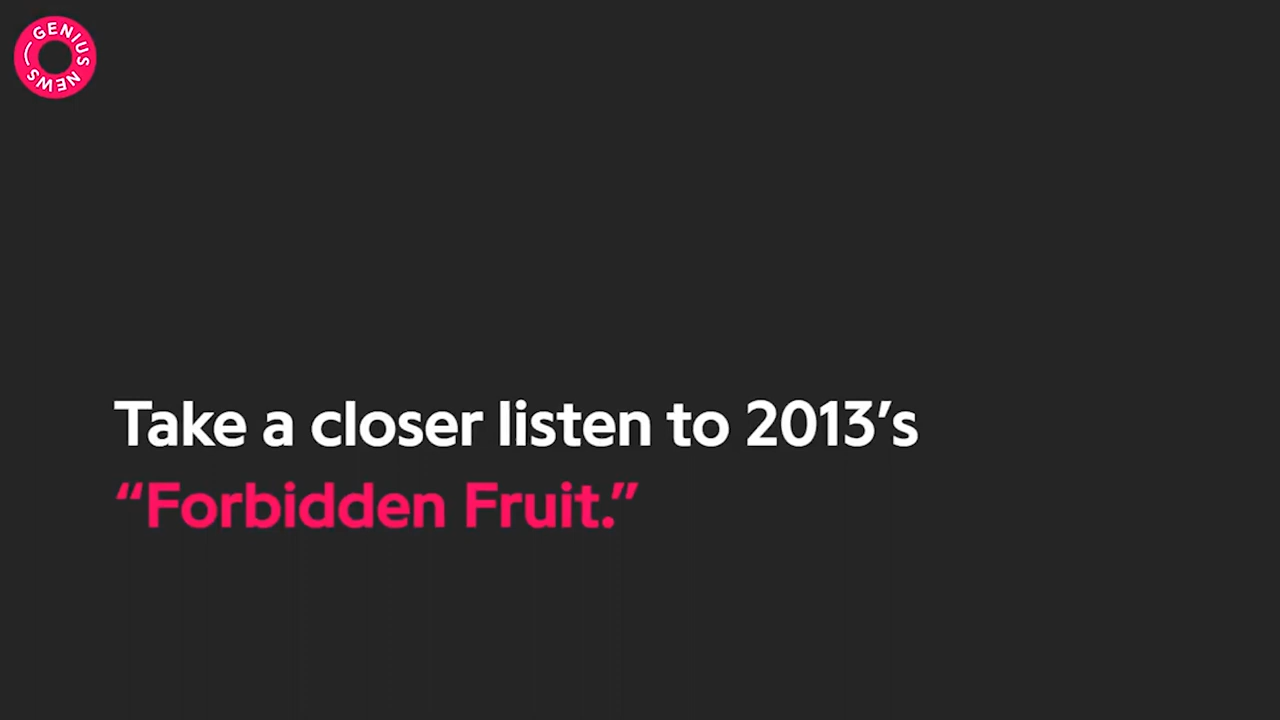 GENIUS NEWS
Take a closer listen to 2013’s
“Forbidden Fruit.”